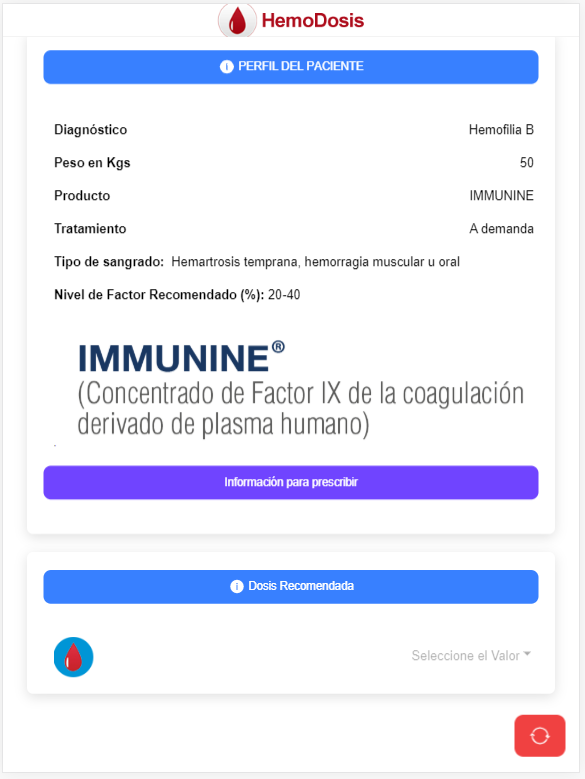 HemoDosis
PERFIL DEL PACIENTE
Diagnóstico Hemofilia B
Peso en Kgs 50
Producto IMMUNINE
Tratamiento A demanda
Tipo de sangrado: Hemartrosis temprana, hemorragia muscular u oral
Nivel de Factor Recomendado (%): 20-40
IMMUNINE®
(Concentrado de Factor IX de la coagulación
derivado de plasma humano)
.
Información para prescribir
Dosis Recomendada
Seleccione el Valor